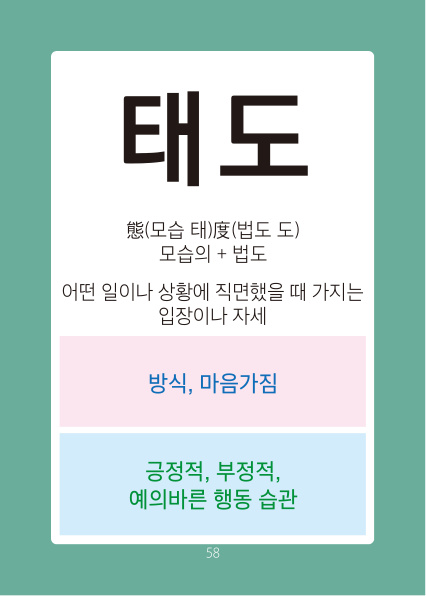 태도
態(모습 태)度(법도 도)
모습의 + 법도
어떤 일이나 상황에 직면했을 때 가지는
입장이나 자세
방식, 마음가짐
긍정적, 부정적,
예의바른 행동 습관
58